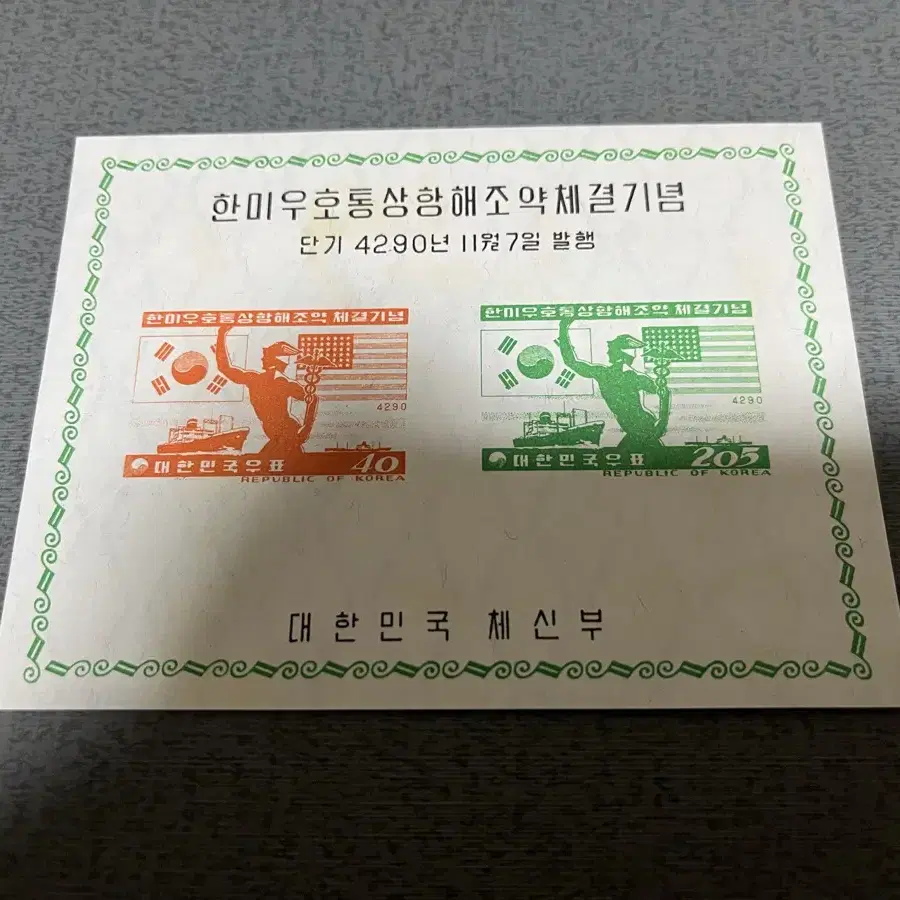 한미우호통상항해조약체결기념
단기 4290년 11월 7일 발행
한미우호통상항해조약 체결기념
4290
대한민국우표 40
REPUBLIC OF KOREA
한미우호통상항해조약 체결기념
4290
대한민국우표 205
REPUBLIC OF KOREA
대한민국 체신부